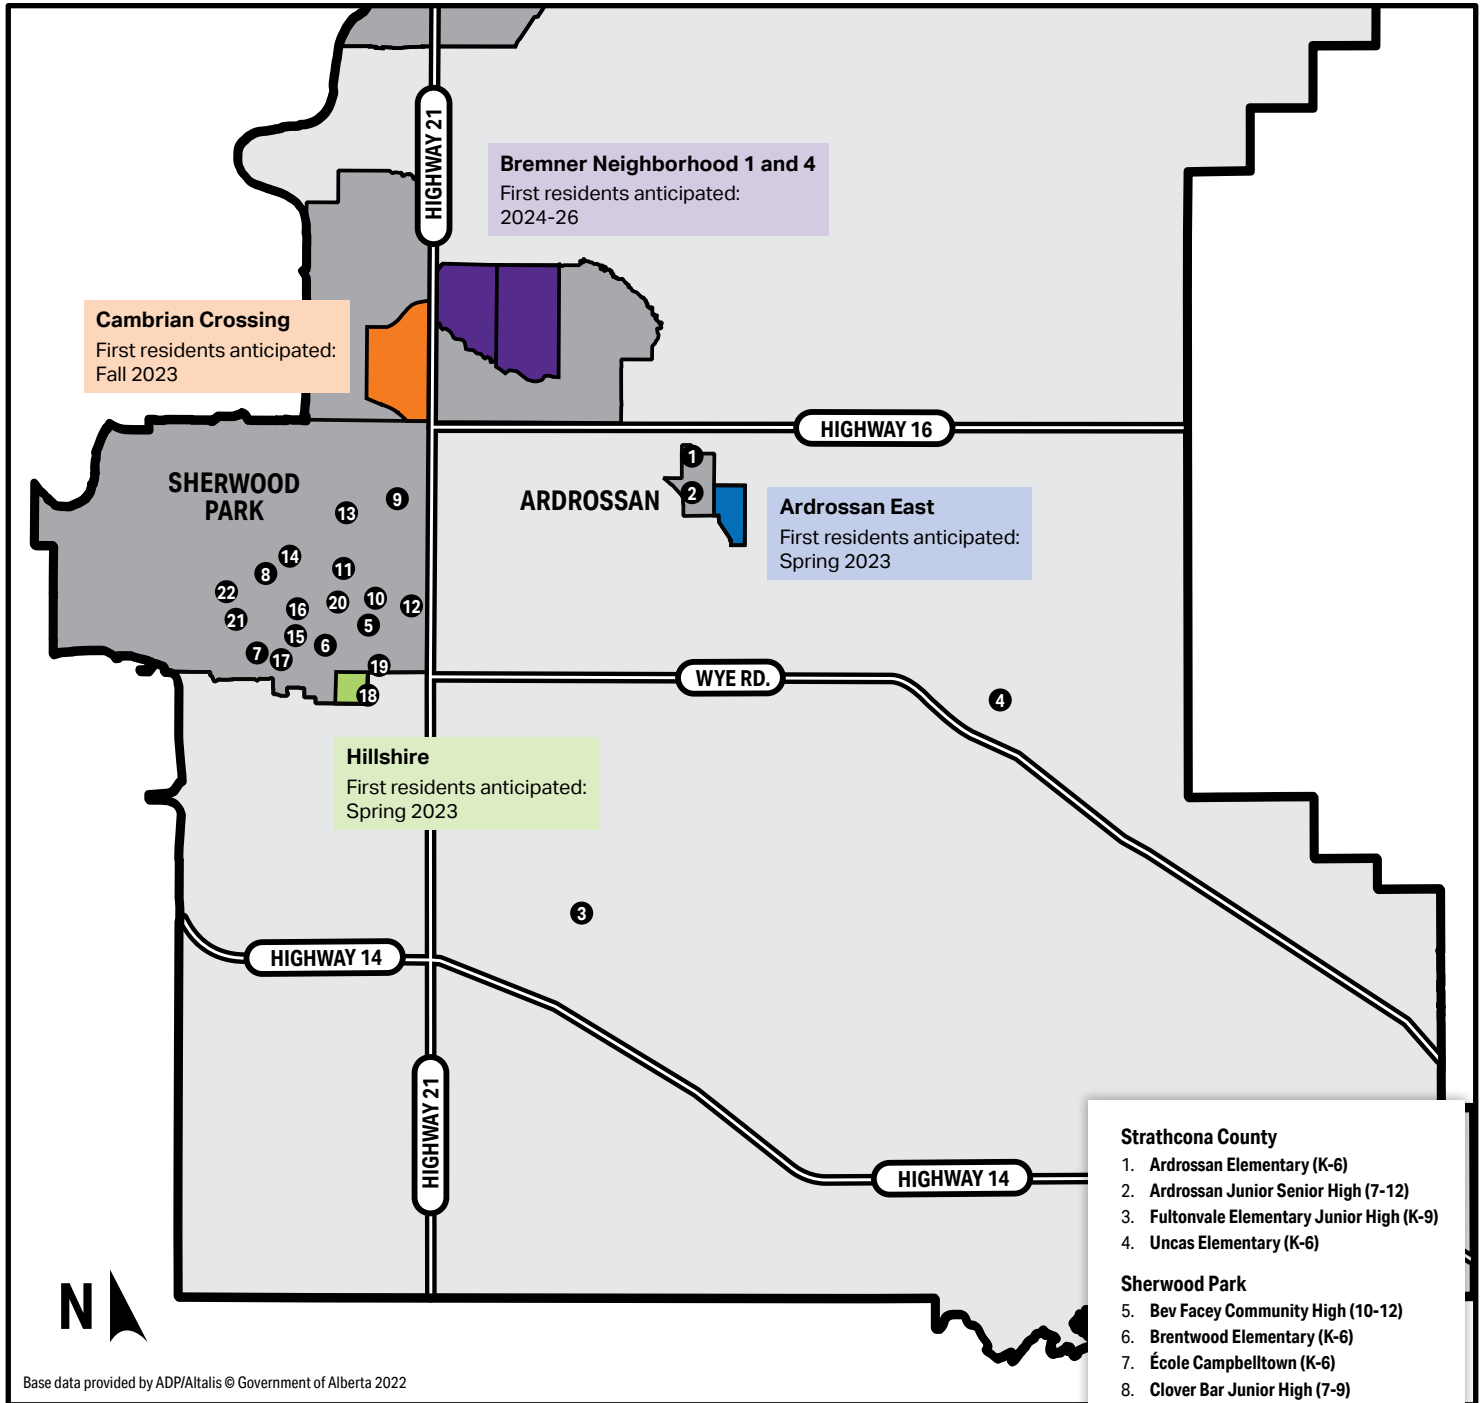 HIGHWAY 21
Bremner Neighborhood 1 and 4
First residents anticipated:
2024-26
Cambrian Crossing
First residents anticipated:
Fall 2023
HIGHWAY 16
SHERWOOD
PARK
ARDROSSAN
1
2
Ardrossan East
First residents anticipated:
Spring 2023
9
13
14
11
8
22
20
10
16
12
21
5
15
6
7
17
19
18
WYE RD.
4
Hillshire
First residents anticipated:
Spring 2023
3
HIGHWAY 14
HIGHWAY 21
HIGHWAY 14
Strathcona County
1. Ardrossan Elementary (K-6)
2. Ardrossan Junior Senior High (7-12)
3. Fultonvale Elementary Junior High (K-9)
4. Uncas Elementary (K-6)
Sherwood Park
5. Bev Facey Community High (10-12)
6. Brentwood Elementary (K-6)
7. École Campbelltown (K-6)
8. Clover Bar Junior High (7-9)
N
Base data provided by ADP/Altalis © Government of Alberta 2022